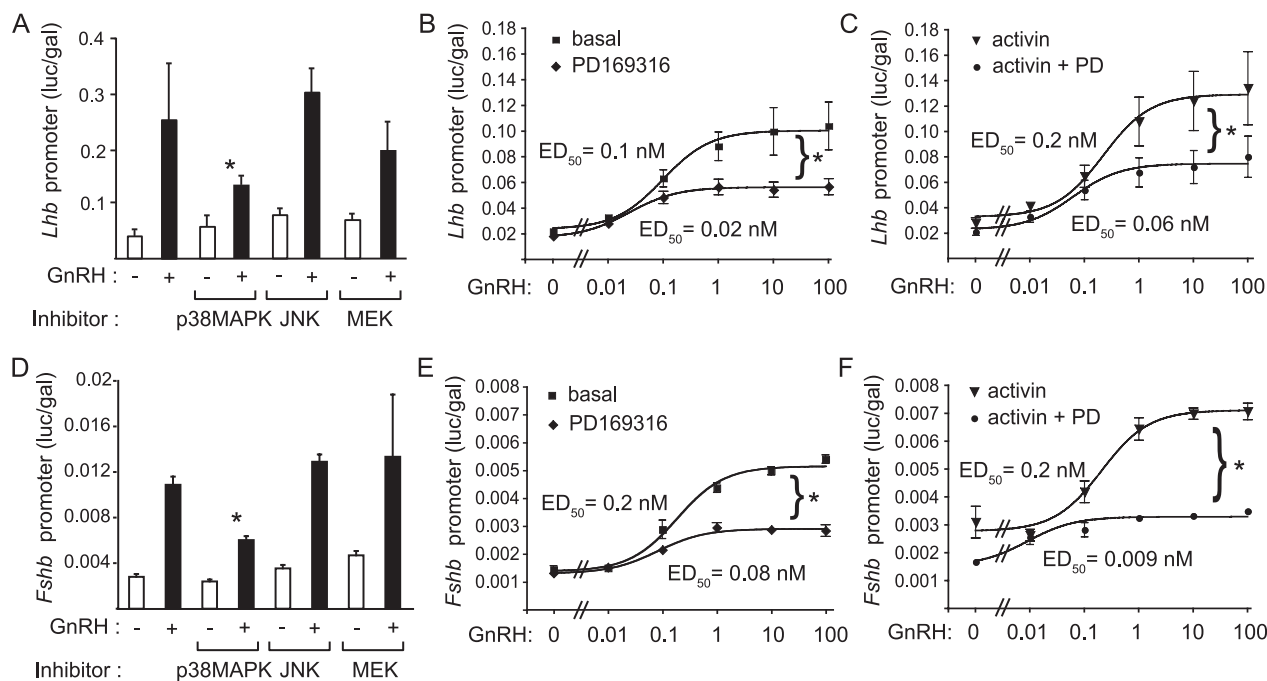 A
Lhb promoter (luc/gal)
0.4
0.3
0.2
0.1
*
GnRH : - + - + - + - +
Inhibitor : p38MAPK JNK MEK
B
Lhb promoter (luc/gal)
0.18
0.16
0.14
0.12
0.10
0.08
0.06
0.04
0.02
basal
PD169316
ED50= 0.1 nM
} *
ED50= 0.02 nM
GnRH: 0 0.01 0.1 1 10 100
C
Lhb promoter (luc/gal)
0.18
0.16
0.14
0.12
0.10
0.08
0.06
0.04
0.02
activin
activin + PD
ED50= 0.2 nM
} *
ED50= 0.06 nM
GnRH: 0 0.01 0.1 1 10 100
D
Fshb promoter (luc/gal)
0.02
0.016
0.012
0.008
0.004
*
GnRH : - + - + - + - +
Inhibitor : p38MAPK JNK MEK
E
Fshb promoter (luc/gal)
0.008
0.007
0.006
0.005
0.004
0.003
0.002
0.001
basal
PD169316
ED50= 0.2 nM
} *
ED50= 0.08 nM
GnRH: 0 0.01 0.1 1 10 100
F
Fshb promoter (luc/gal)
0.008
0.007
0.006
0.005
0.004
0.003
0.002
0.001
activin
activin + PD
ED50= 0.2 nM
} *
ED50= 0.009 nM
GnRH: 0 0.01 0.1 1 10 100